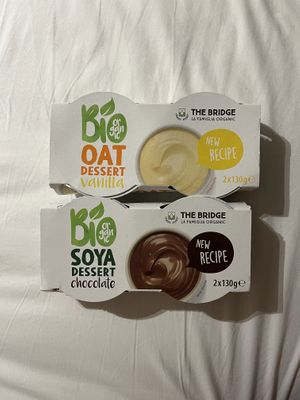 Bio
organic
OAT
DESSERT
vanilla
THE BRIDGE
LA FAMIGLIA ORGANIC
NEW
RECIPE
2x130g e
Bio
organic
SOYA
DESSERT
chocolate
THE BRIDGE
LA FAMIGLIA ORGANIC
NEW
RECIPE
2x130g e